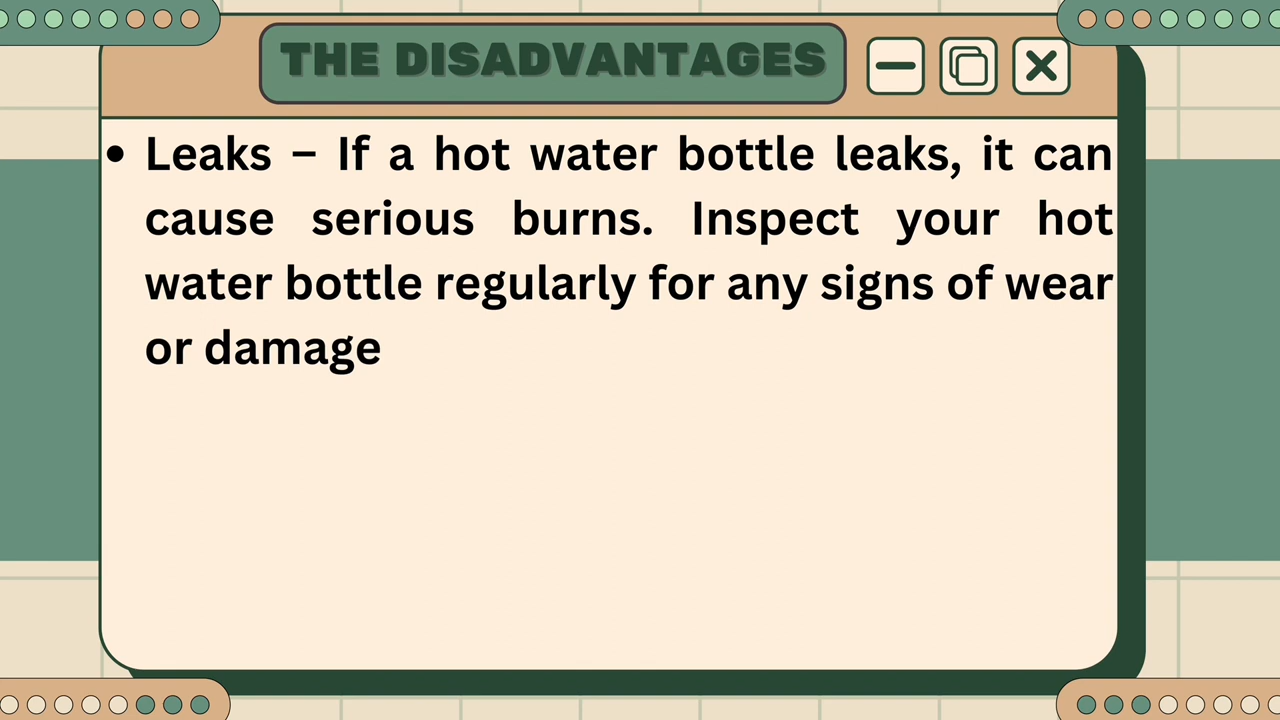 THE DISADVANTAGES
• Leaks – If a hot water bottle leaks, it can
cause serious burns. Inspect your hot
water bottle regularly for any signs of wear
or damage